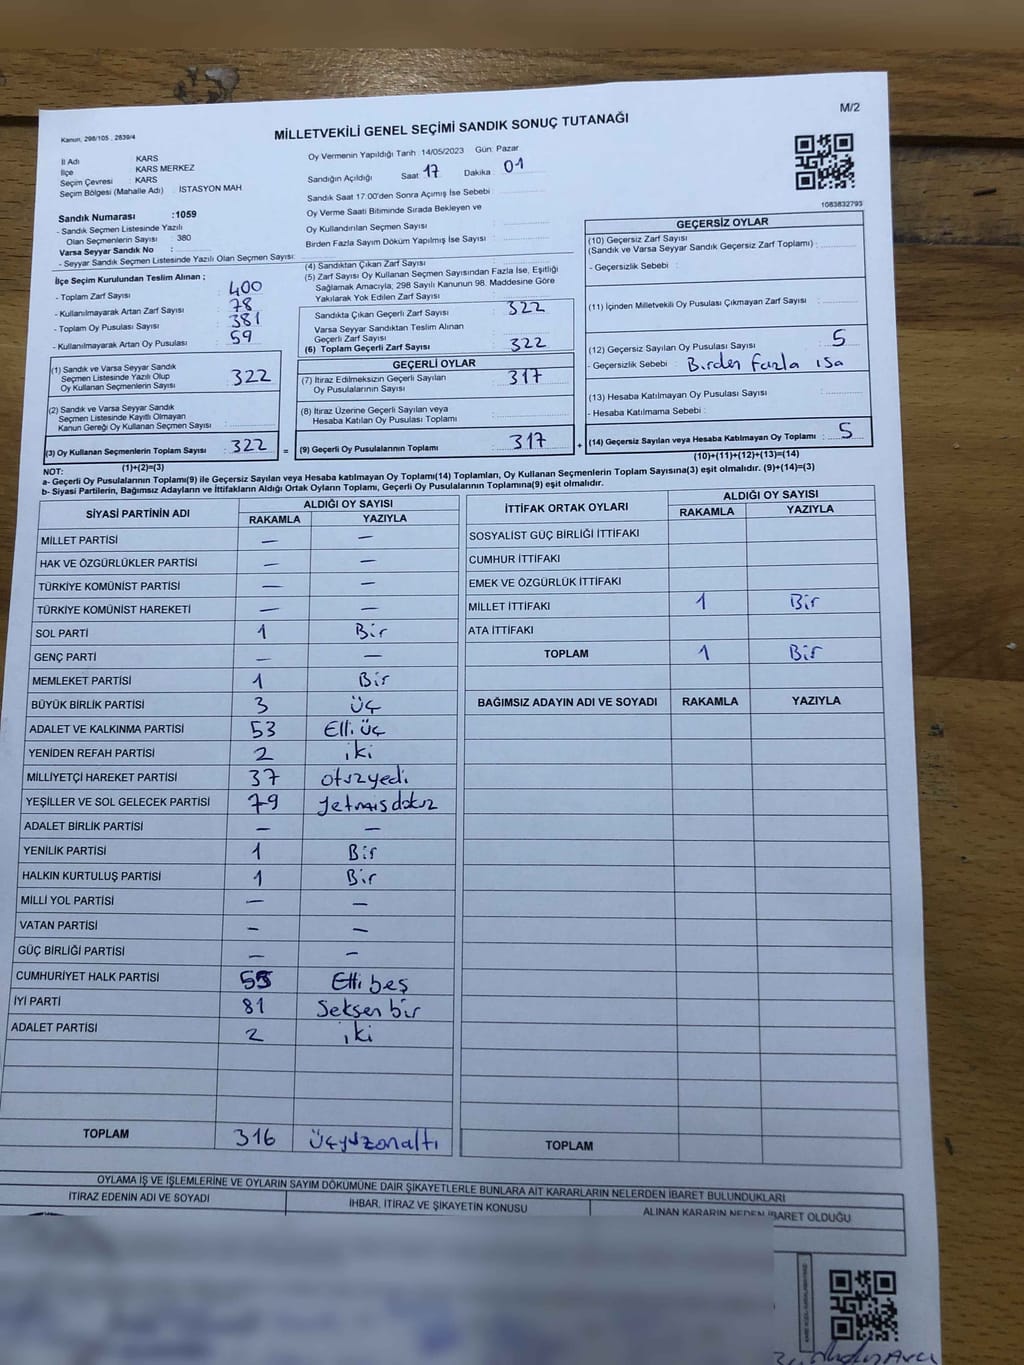 M/2
Kanun, 298/105 , 2839/4
MİLLETVEKİLİ GENEL SEÇİMİ SANDIK SONUÇ TUTANAĞI
İl Adı : KARS
İlçe : KARS MERKEZ
Seçim Çevresi : KARS
Seçim Bölgesi (Mahalle Adı) : İSTASYON MAH
Oy Vermenin Yapıldığı Tarih : 14/05/2023 Gün: Pazar
Sandığın Açıldığı Saat 17 Dakika 01
Sandık Saat 17:00'den Sonra Açımış İse Sebebi :
Oy Verme Saati Bitiminde Sırada Bekleyen ve
Oy Kullandırılan Seçmen Sayısı :
Birden Fazla Sayım Döküm Yapılmış İse Sayısı :
1083832793
Sandık Numarası :1059
- Sandık Seçmen Listesinde Yazılı
Olan Seçmenlerin Sayısı : 380
Varsa Seyyar Sandık No :
- Seyyar Sandık Seçmen Listesinde Yazılı Olan Seçmen Sayısı:
İlçe Seçim Kurulundan Teslim Alınan ;
- Toplam Zarf Sayısı : 400
- Kullanılmayarak Artan Zarf Sayısı : 78
- Toplam Oy Pusulası Sayısı : 381
- Kullanılmayarak Artan Oy Pusulası : 59
(4) Sandıktan Çıkan Zarf Sayısı :
(5) Zarf Sayısı Oy Kullanan Seçmen Sayısından Fazla İse, Eşitliği
Sağlamak Amacıyla; 298 Sayılı Kanunun 98. Maddesine Göre
Yakılarak Yok Edilen Zarf Sayısı :
Sandıkta Çıkan Geçerli Zarf Sayısı : 322
Varsa Seyyar Sandıktan Teslim Alınan
Geçerli Zarf Sayısı :
(6) Toplam Geçerli Zarf Sayısı : 322
GEÇERSİZ OYLAR
(10) Geçersiz Zarf Sayısı
(Sandık ve Varsa Seyyar Sandık Geçersiz Zarf Toplamı) :
- Geçersizlik Sebebi :
(11) İçinden Milletvekili Oy Pusulası Çıkmayan Zarf Sayısı :
(12) Geçersiz Sayılan Oy Pusulası Sayısı : 5
- Geçersizlik Sebebi : Birden fazla ısa
(13) Hesaba Katılmayan Oy Pusulası Sayısı :
- Hesaba Katılmama Sebebi :
(14) Geçersiz Sayılan veya Hesaba Katılmayan Oy Toplamı : 5
(10)+(11)+(12)+(13)=(14)
(1) Sandık ve Varsa Seyyar Sandık
Seçmen Listesinde Yazılı Olup
Oy Kullanan Seçmenlerin Sayısı : 322
(2) Sandık ve Varsa Seyyar Sandık
Seçmen Listesinde Kayıtlı Olmayan
Kanun Gereği Oy Kullanan Seçmen Sayısı :
(3) Oy Kullanan Seçmenlerin Toplam Sayısı : 322
(1)+(2)=(3)
=
GEÇERLİ OYLAR
(7) İtiraz Edilmeksizin Geçerli Sayılan
Oy Pusulalarının Sayısı : 317
(8) İtiraz Üzerine Geçerli Sayılan veya
Hesaba Katılan Oy Pusulası Toplamı :
(9) Geçerli Oy Pusulalarının Toplamı : 317
+
NOT:
a- Geçerli Oy Pusulalarının Toplamı(9) ile Geçersiz Sayılan veya Hesaba katılmayan Oy Toplamı(14) Toplamları, Oy Kullanan Seçmenlerin Toplam Sayısına(3) eşit olmalıdır. (9)+(14)=(3)
b- Siyasi Partilerin, Bağımsız Adayların ve İttifakların Aldığı Ortak Oyların Toplamı, Geçerli Oy Pusulalarının Toplamına(9) eşit olmalıdır.
SİYASİ PARTİNİN ADI ALDIĞI OY SAYISI
RAKAMLA YAZIYLA
MİLLET PARTİSİ — —
HAK VE ÖZGÜRLÜKLER PARTİSİ — —
TÜRKİYE KOMÜNİST PARTİSİ — —
TÜRKİYE KOMÜNİST HAREKETİ — —
SOL PARTİ 1 Bir
GENÇ PARTİ — —
MEMLEKET PARTİSİ 1 Bir
BÜYÜK BİRLİK PARTİSİ 3 üç
ADALET VE KALKINMA PARTİSİ 53 Elli üç
YENİDEN REFAH PARTİSİ 2 iki
MİLLİYETÇİ HAREKET PARTİSİ 37 otuzyedi
YEŞİLLER VE SOL GELECEK PARTİSİ 79 yetmişdokuz
ADALET BİRLİK PARTİSİ — —
YENİLİK PARTİSİ 1 Bir
HALKIN KURTULUŞ PARTİSİ 1 Bir
MİLLİ YOL PARTİSİ — —
VATAN PARTİSİ — —
GÜÇ BİRLİĞİ PARTİSİ — —
CUMHURİYET HALK PARTİSİ 55 Elli beş
İYİ PARTİ 81 Seksen bir
ADALET PARTİSİ 2 iki
TOPLAM 316 üçyüzonaltı
İTTİFAK ORTAK OYLARI ALDIĞI OY SAYISI
RAKAMLA YAZIYLA
SOSYALİST GÜÇ BİRLİĞİ İTTİFAKI
CUMHUR İTTİFAKI
EMEK VE ÖZGÜRLÜK İTTİFAKI
MİLLET İTTİFAKI 1 Bir
ATA İTTİFAKI
TOPLAM 1 Bir
BAĞIMSIZ ADAYIN ADI VE SOYADI RAKAMLA YAZIYLA
TOPLAM
OYLAMA İŞ VE İŞLEMLERİNE VE OYLARIN SAYIM DÖKÜMÜNE DAİR ŞİKAYETLERLE BUNLARA AİT KARARLARIN NELERDEN İBARET BULUNDUKLARI
İTİRAZ EDENİN ADI VE SOYADI İHBAR, İTİRAZ VE ŞİKAYETİN KONUSU ALINAN KARARIN NEDEN İBARET OLDUĞU